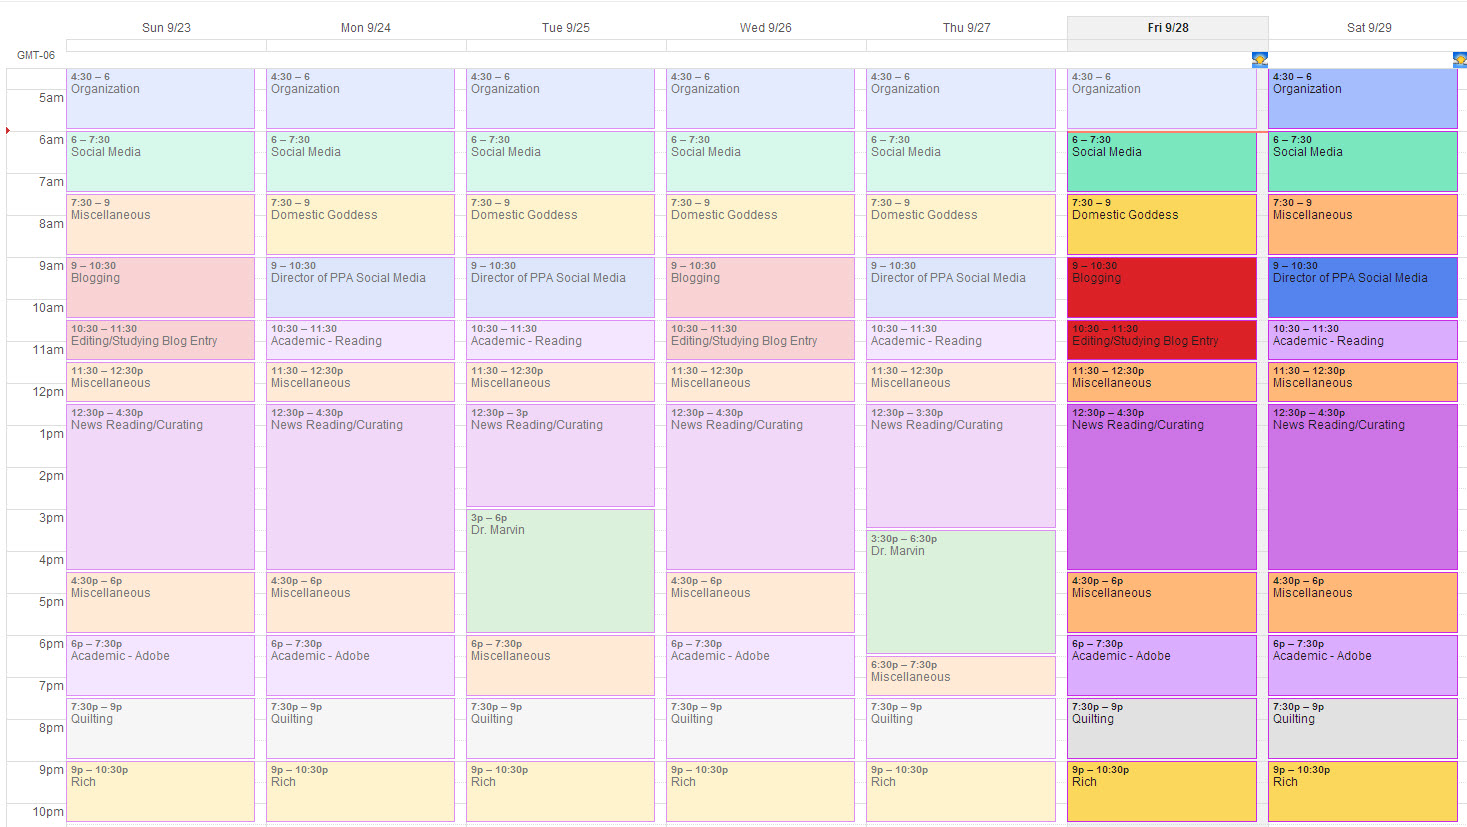 Sun 9/23
Mon 9/24
Tue 9/25
Wed 9/26
Thu 9/27
Fri 9/28
Sat 9/29
GMT-06
5am
6am
7am
8am
9am
10am
11am
12pm
1pm
2pm
3pm
4pm
5pm
6pm
7pm
8pm
9pm
10pm
4:30 – 6
Organization
6 – 7:30
Social Media
7:30 – 9
Miscellaneous
9 – 10:30
Blogging
10:30 – 11:30
Editing/Studying Blog Entry
11:30 – 12:30p
Miscellaneous
12:30p – 4:30p
News Reading/Curating
4:30p – 6p
Miscellaneous
6p – 7:30p
Academic - Adobe
7:30p – 9p
Quilting
9p – 10:30p
Rich
4:30 – 6
Organization
6 – 7:30
Social Media
7:30 – 9
Domestic Goddess
9 – 10:30
Director of PPA Social Media
10:30 – 11:30
Academic - Reading
11:30 – 12:30p
Miscellaneous
12:30p – 4:30p
News Reading/Curating
4:30p – 6p
Miscellaneous
6p – 7:30p
Academic - Adobe
7:30p – 9p
Quilting
9p – 10:30p
Rich
4:30 – 6
Organization
6 – 7:30
Social Media
7:30 – 9
Domestic Goddess
9 – 10:30
Director of PPA Social Media
10:30 – 11:30
Academic - Reading
11:30 – 12:30p
Miscellaneous
12:30p – 3p
News Reading/Curating
3p – 6p
Dr. Marvin
6p – 7:30p
Miscellaneous
7:30p – 9p
Quilting
9p – 10:30p
Rich
4:30 – 6
Organization
6 – 7:30
Social Media
7:30 – 9
Domestic Goddess
9 – 10:30
Blogging
10:30 – 11:30
Editing/Studying Blog Entry
11:30 – 12:30p
Miscellaneous
12:30p – 4:30p
News Reading/Curating
4:30p – 6p
Miscellaneous
6p – 7:30p
Academic - Adobe
7:30p – 9p
Quilting
9p – 10:30p
Rich
4:30 – 6
Organization
6 – 7:30
Social Media
7:30 – 9
Domestic Goddess
9 – 10:30
Director of PPA Social Media
10:30 – 11:30
Academic - Reading
11:30 – 12:30p
Miscellaneous
12:30p – 3:30p
News Reading/Curating
3:30p – 6:30p
Dr. Marvin
6:30p – 7:30p
Miscellaneous
7:30p – 9p
Quilting
9p – 10:30p
Rich
4:30 – 6
Organization
6 – 7:30
Social Media
7:30 – 9
Domestic Goddess
9 – 10:30
Blogging
10:30 – 11:30
Editing/Studying Blog Entry
11:30 – 12:30p
Miscellaneous
12:30p – 4:30p
News Reading/Curating
4:30p – 6p
Miscellaneous
6p – 7:30p
Academic - Adobe
7:30p – 9p
Quilting
9p – 10:30p
Rich
4:30 – 6
Organization
6 – 7:30
Social Media
7:30 – 9
Miscellaneous
9 – 10:30
Director of PPA Social Media
10:30 – 11:30
Academic - Reading
11:30 – 12:30p
Miscellaneous
12:30p – 4:30p
News Reading/Curating
4:30p – 6p
Miscellaneous
6p – 7:30p
Academic - Adobe
7:30p – 9p
Quilting
9p – 10:30p
Rich